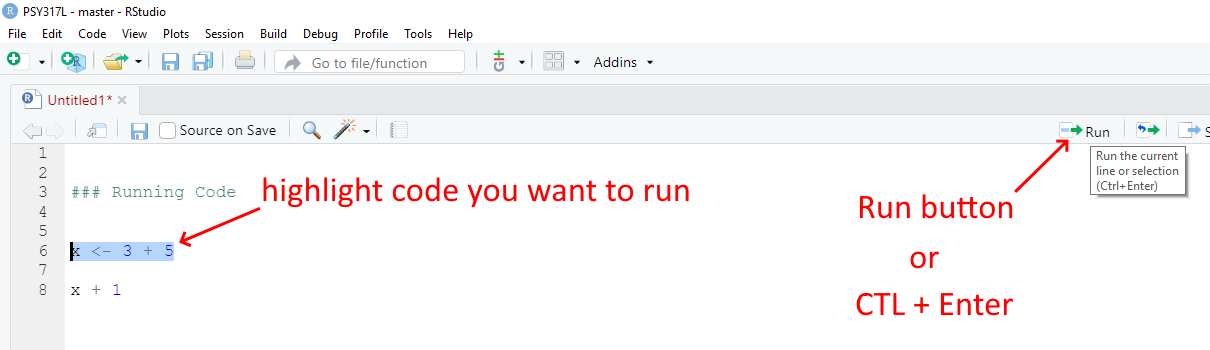 PSY317L - master - RStudio
File Edit Code View Plots Session Build Debug Profile Tools Help
Go to file/function Addins
Untitled1*
Source on Save Run S
1
2
3 ### Running Code
4
5
6 x <- 3 + 5
7
8 x + 1
highlight code you want to run
Run the current
line or selection
(Ctrl+Enter)
Run button
or
CTL + Enter